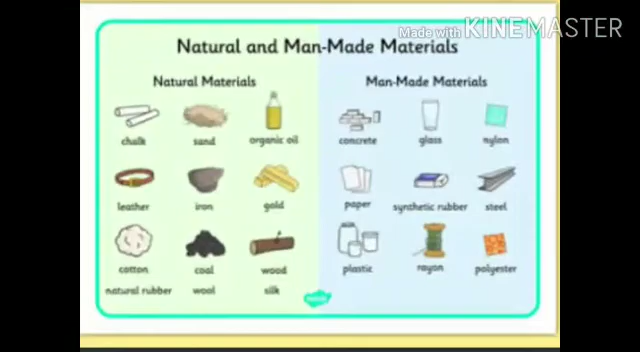 Made with KINEMASTER
Natural and Man-Made Materials
Natural Materials
Man-Made Materials
chalk sand organic oil
concrete glass nylon
leather iron gold
paper synthetic rubber steel
cotton coal wood
plastic rayon polyester
natural rubber wool silk